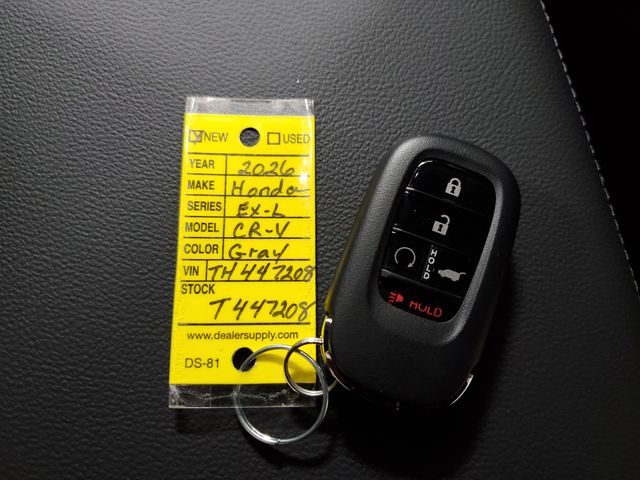 NEW USED
YEAR 2026
MAKE Honda
SERIES EX-L
MODEL CR-V
COLOR Gray
VIN TH447208
STOCK
T447208
www.dealersupply.com
DS-81
HOLD
HOLD